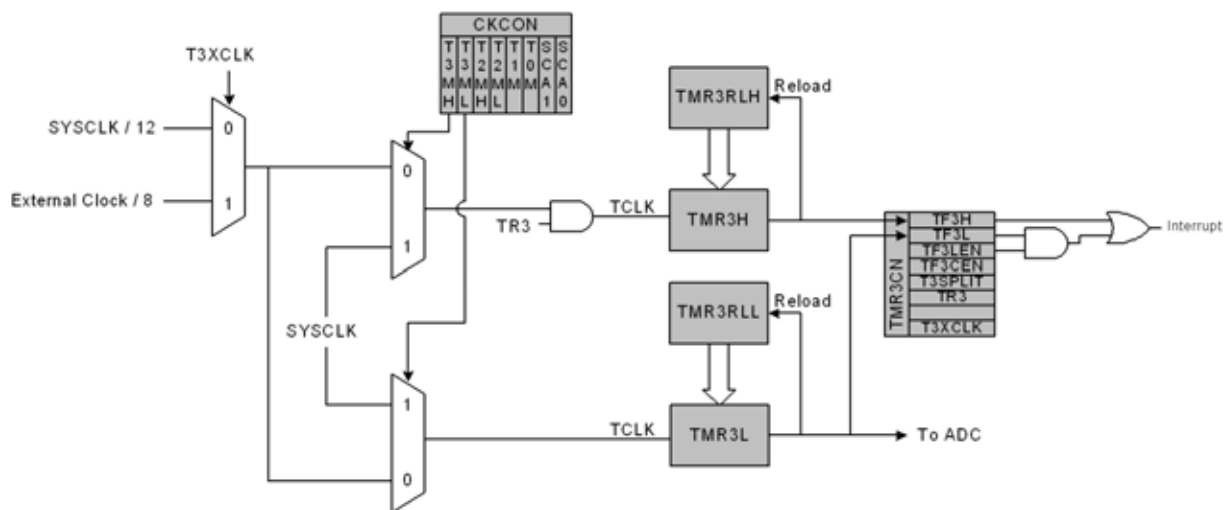 CKCON
T3MH
T3ML
T2MH
T2ML
T1M
T0M
SCA1
SCA0
T3XCLK
0
SYSCLK / 12
External Clock / 8
1
0
1
TR3
TCLK
TMR3RLH
Reload
TMR3H
TMR3CN
TF3H
TF3L
TF3LEN
TF3CEN
T3SPLIT
TR3
T3XCLK
Interrupt
SYSCLK
1
0
TCLK
TMR3RLL
Reload
TMR3L
To ADC